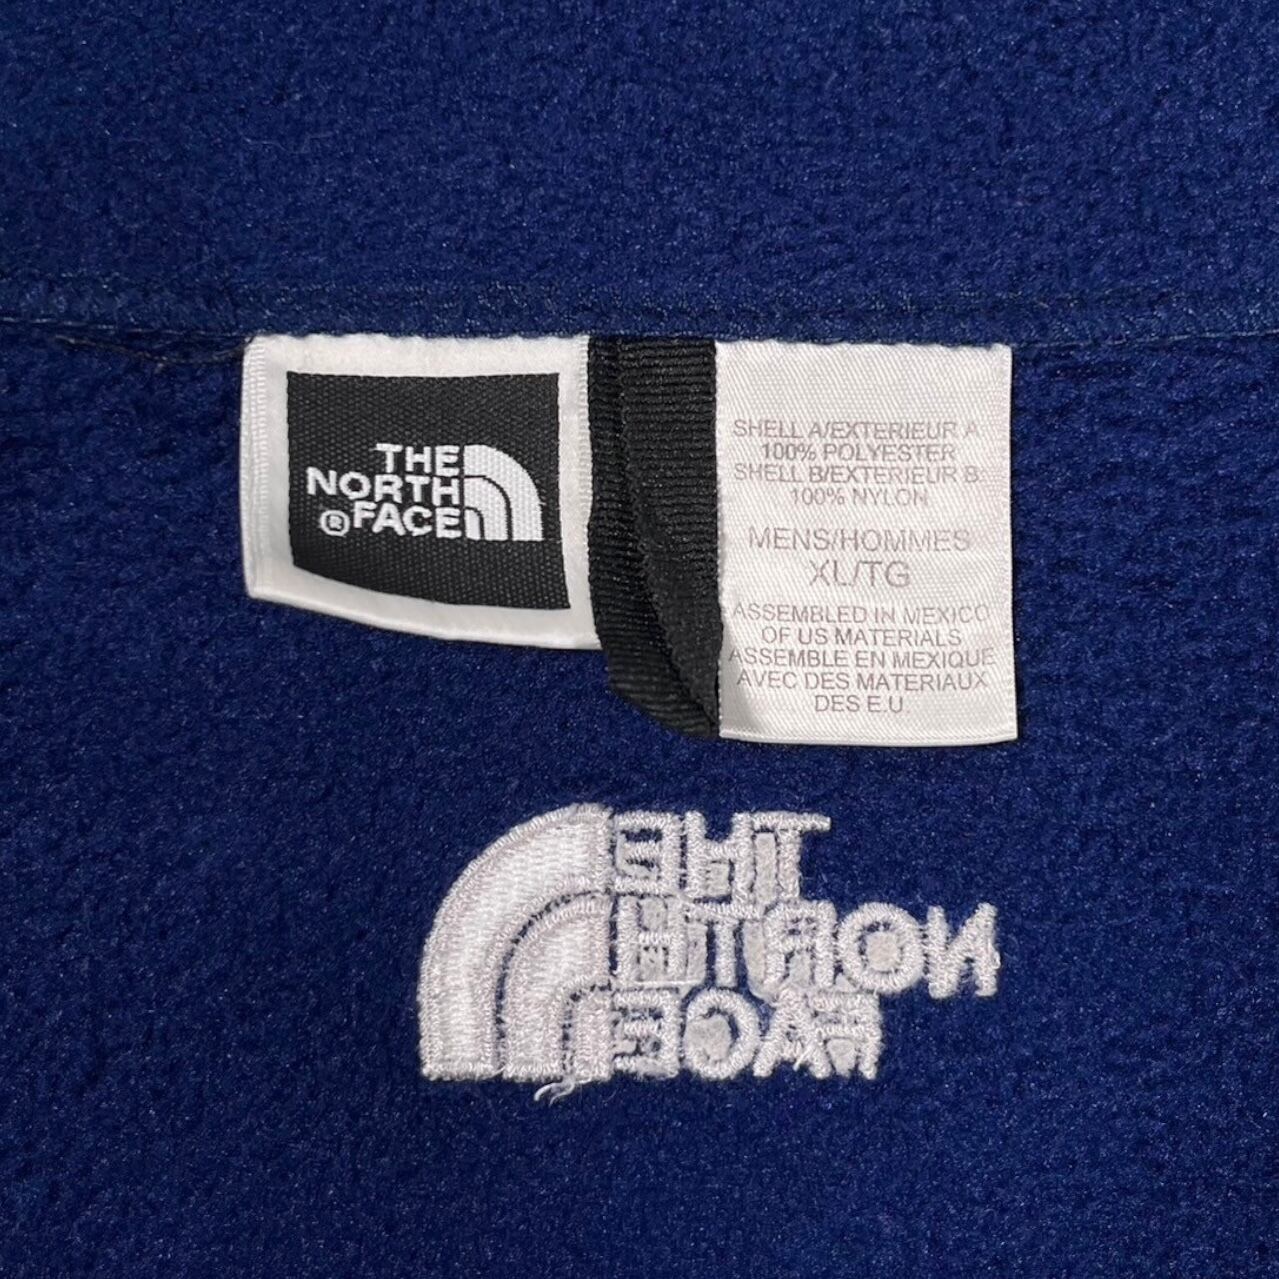 THE
NORTH
®FACE
SHELL A/EXTERIEUR A
100% POLYESTER
SHELL B/EXTERIEUR B:
100% NYLON
MENS/HOMMES
XL/TG
ASSEMBLED IN MEXICO
OF US MATERIALS
ASSEMBLE EN MEXIQUE
AVEC DES MATERIAUX
DES E.U.
THE
NORTH
FACE